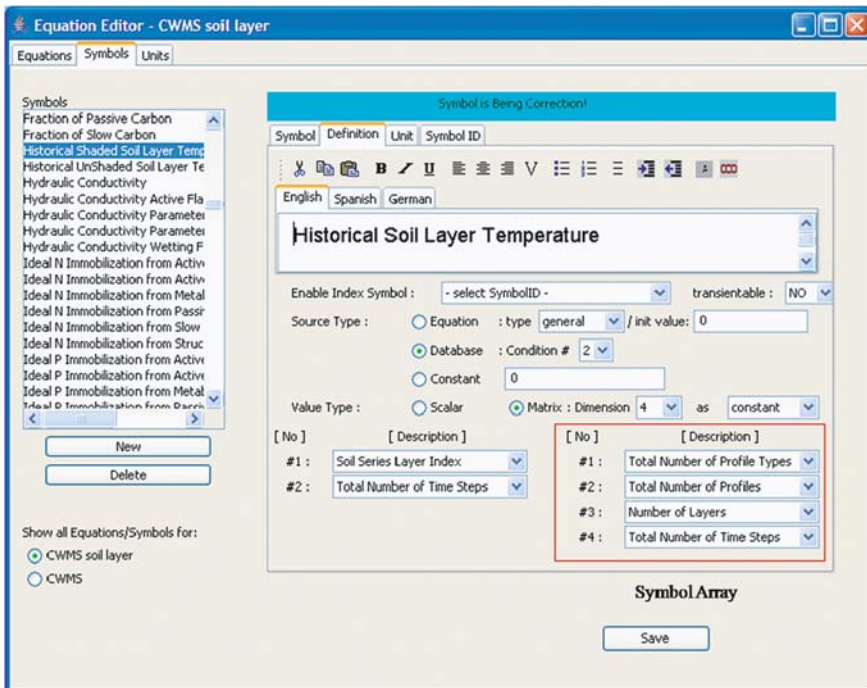 Equation Editor - CWMS soil layer
Equations Symbols Units
Symbols
Fraction of Passive Carbon
Fraction of Slow Carbon
Historical Shaded Soil Layer Temp
Historical UnShaded Soil Layer Te
Hydraulic Conductivity
Hydraulic Conductivity Active Fla
Hydraulic Conductivity Parameter
Hydraulic Conductivity Parameter
Hydraulic Conductivity Wetting F
Ideal N Immobilization from Active
Ideal N Immobilization from Active
Ideal N Immobilization from Metal
Ideal N Immobilization from Passi
Ideal N Immobilization from Slow
Ideal N Immobilization from Struc
Ideal P Immobilization from Active
Ideal P Immobilization from Active
Ideal P Immobilization from Metab
Ideal P Immobilization from Passi
New
Delete
Show all Equations/Symbols for:
CWMS soil layer
CWMS
Symbol is Being Correction!
Symbol Definition Unit Symbol ID
B I U
English Spanish German
Historical Soil Layer Temperature
Enable Index Symbol : - select SymbolID - transientable : NO
Source Type : Equation : type general / init value: 0
Database : Condition # 2
Constant 0
Value Type : Scalar Matrix : Dimension 4 as constant
[ No ] [ Description ]
#1 : Soil Series Layer Index
#2 : Total Number of Time Steps
[ No ] [ Description ]
#1 : Total Number of Profile Types
#2 : Total Number of Profiles
#3 : Number of Layers
#4 : Total Number of Time Steps
Symbol Array
Save